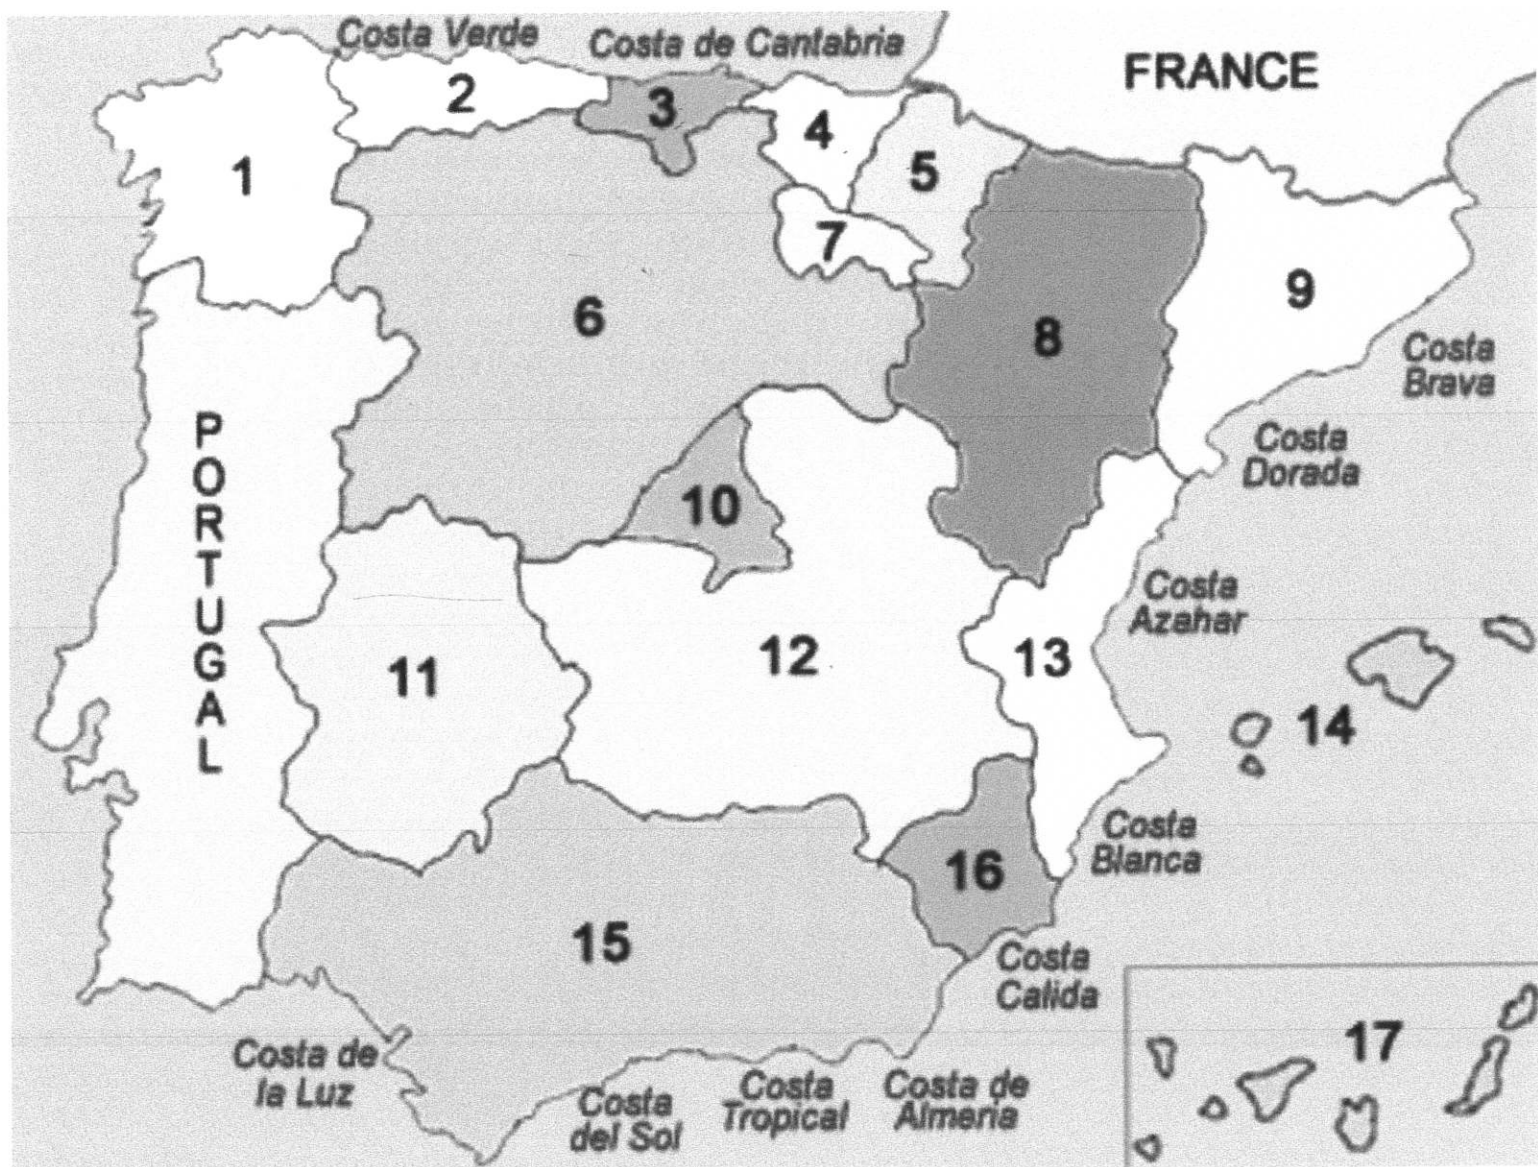 Costa Verde
Costa de Cantabria
FRANCE
1
2
3
4
5
6
7
8
9
Costa
Brava
Costa
Dorada
PORTUGAL
10
11
12
13
Costa
Azahar
14
Costa
Blanca
15
16
Costa
Calida
17
Costa de
la Luz
Costa
del Sol
Costa
Tropical
Costa de
Almeria